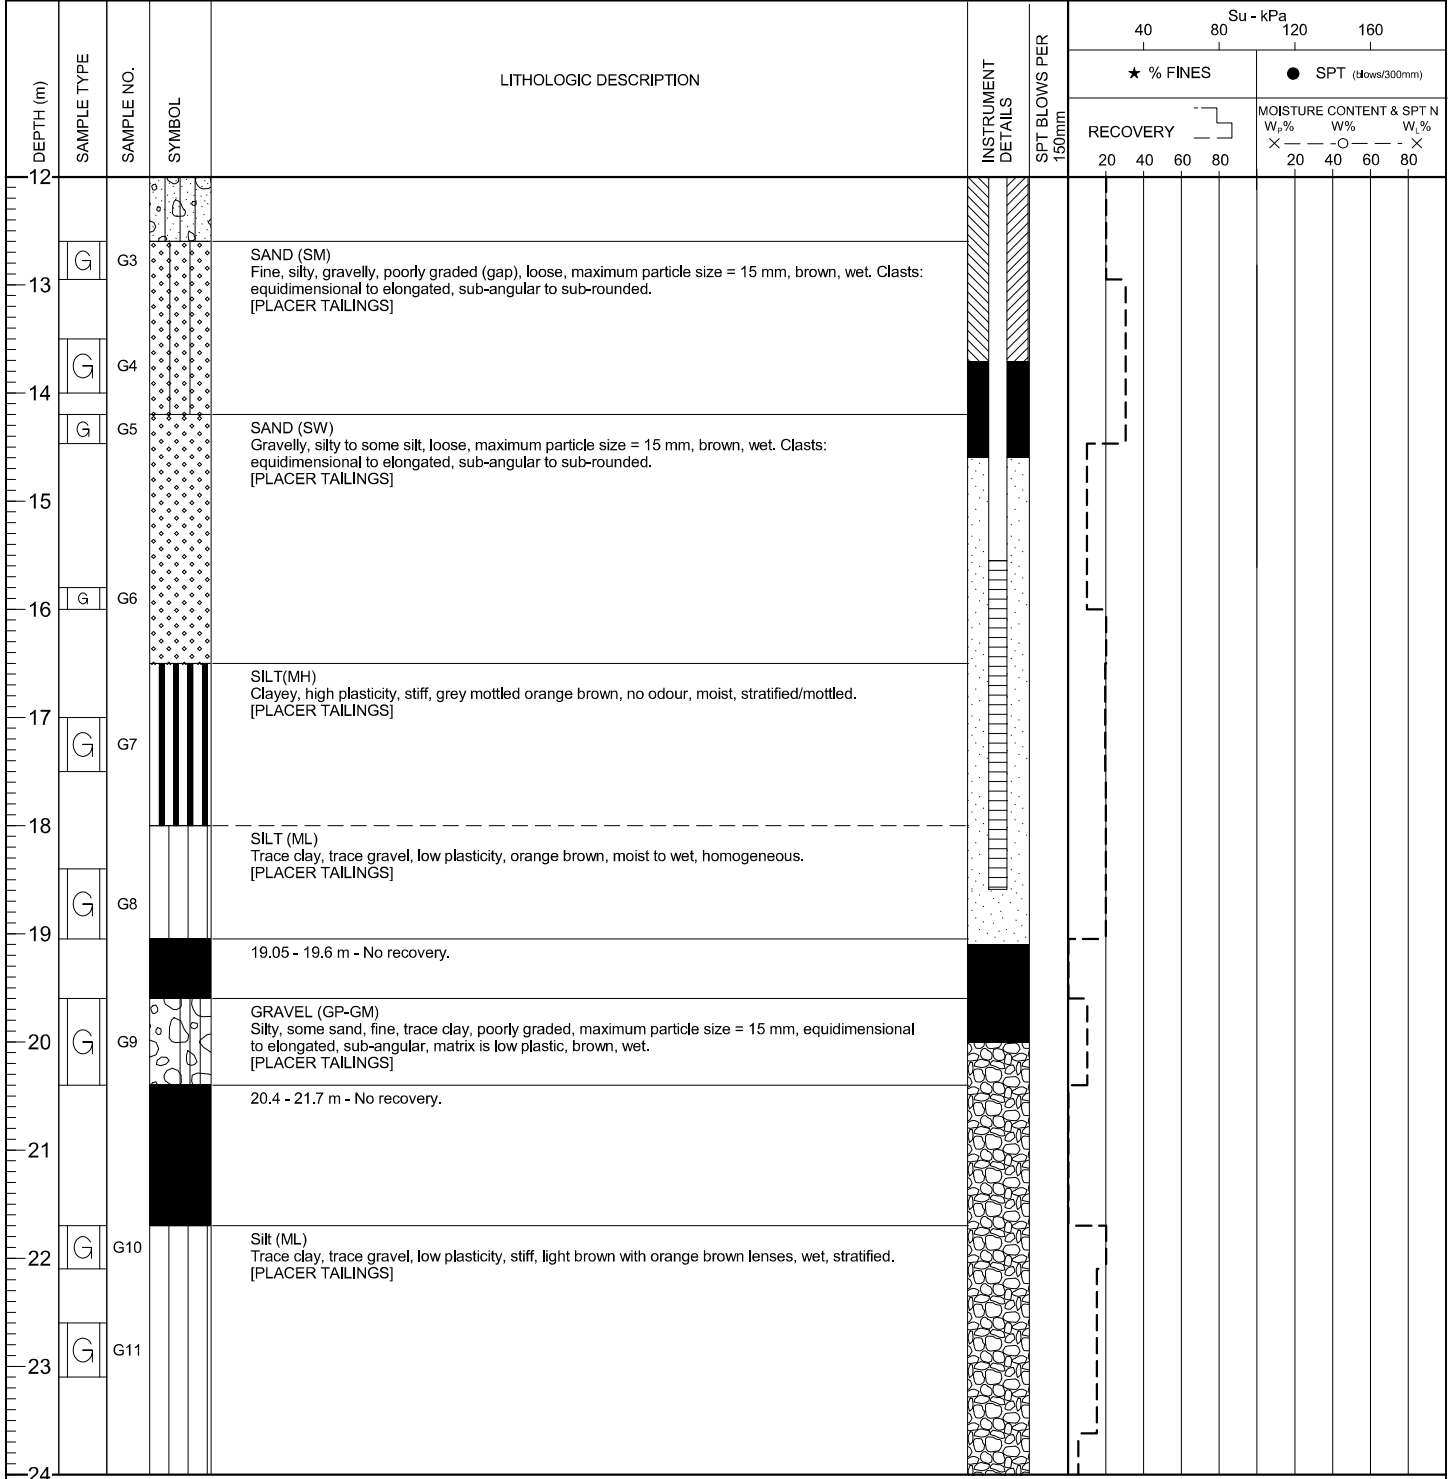 DEPTH (m)
SAMPLE TYPE
SAMPLE NO.
SYMBOL
LITHOLOGIC DESCRIPTION
INSTRUMENT
DETAILS
SPT BLOWS PER
150mm
Su - kPa
40 80 120 160
★ % FINES
● SPT (blows/300mm)
RECOVERY
MOISTURE CONTENT & SPT N
WP% W% WL%
20 40 60 80 20 40 60 80
12
G G3
SAND (SM)
Fine, silty, gravelly, poorly graded (gap), loose, maximum particle size = 15 mm, brown, wet. Clasts:
equidimensional to elongated, sub-angular to sub-rounded.
[PLACER TAILINGS]
13
G G4
14
G G5
SAND (SW)
Gravelly, silty to some silt, loose, maximum particle size = 15 mm, brown, wet. Clasts:
equidimensional to elongated, sub-angular to sub-rounded.
[PLACER TAILINGS]
15
G G6
16
SILT(MH)
Clayey, high plasticity, stiff, grey mottled orange brown, no odour, moist, stratified/mottled.
[PLACER TAILINGS]
17
G G7
18
SILT (ML)
Trace clay, trace gravel, low plasticity, orange brown, moist to wet, homogeneous.
[PLACER TAILINGS]
G G8
19
19.05 - 19.6 m - No recovery.
GRAVEL (GP-GM)
Silty, some sand, fine, trace clay, poorly graded, maximum particle size = 15 mm, equidimensional
to elongated, sub-angular, matrix is low plastic, brown, wet.
[PLACER TAILINGS]
G G9
20
20.4 - 21.7 m - No recovery.
21
Silt (ML)
Trace clay, trace gravel, low plasticity, stiff, light brown with orange brown lenses, wet, stratified.
[PLACER TAILINGS]
G G10
22
G G11
23
24